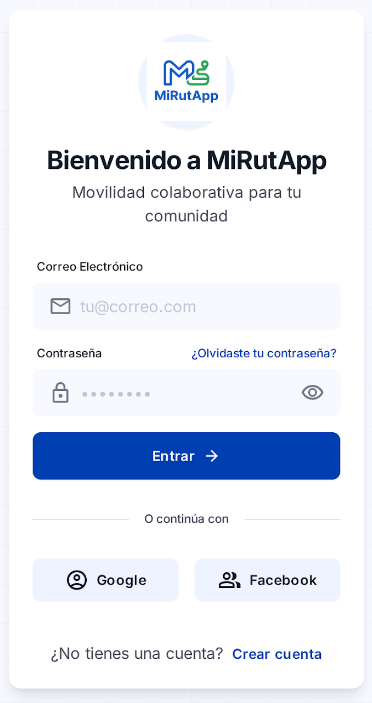 MiRutApp
Bienvenido a MiRutApp
Movilidad colaborativa para tu
comunidad
Correo Electrónico
tu@correo.com
Contraseña ¿Olvidaste tu contraseña?
••••••••
Entrar →
O continúa con
Google Facebook
¿No tienes una cuenta? Crear cuenta